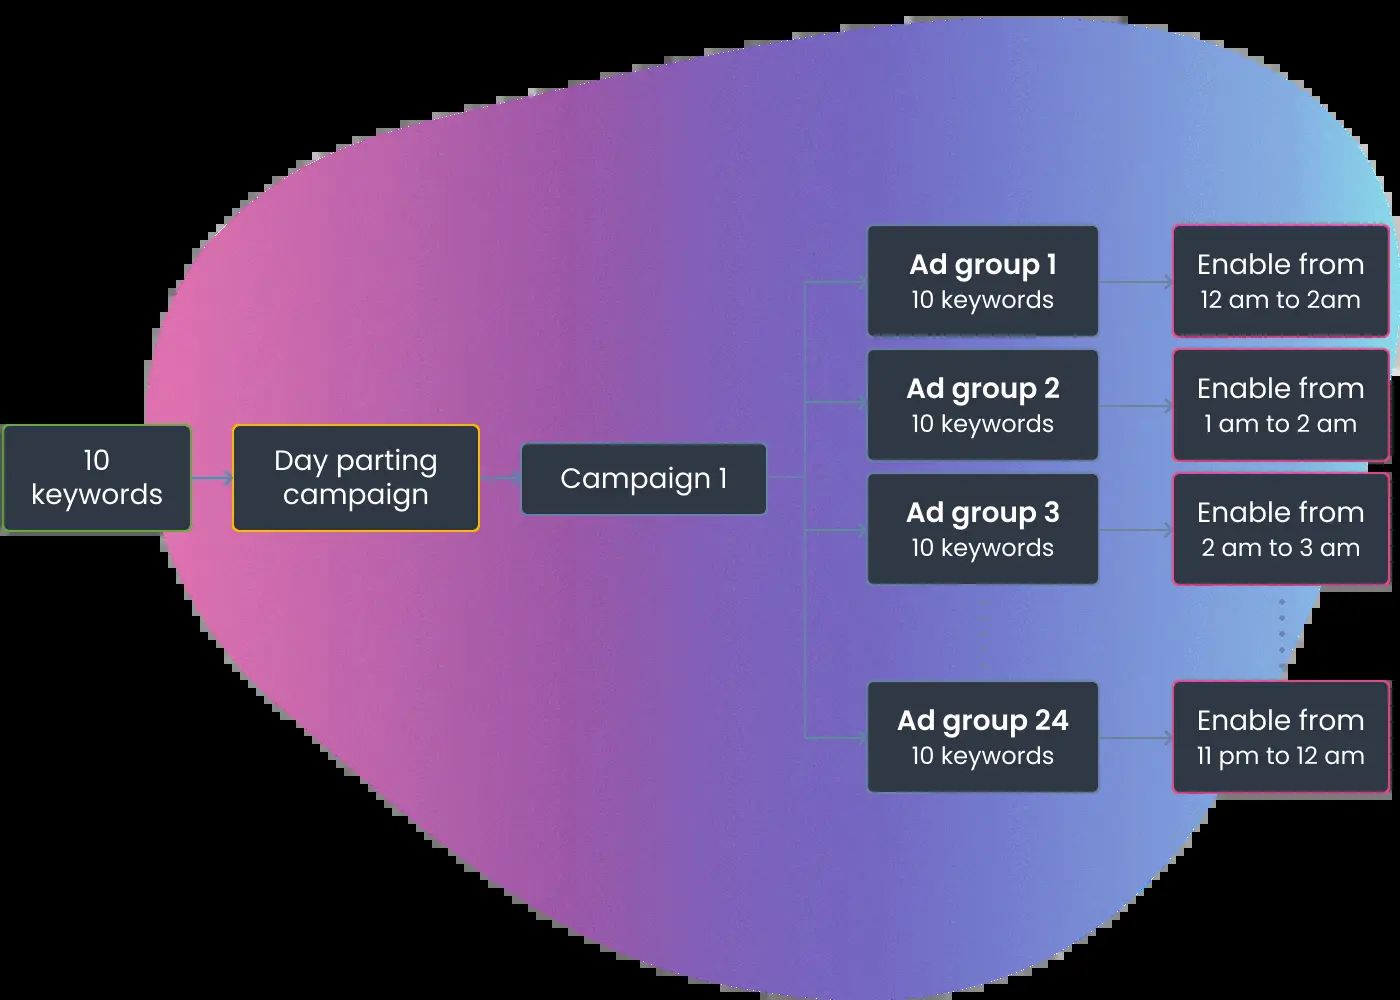 10
keywords
Day parting
campaign
Campaign 1
Ad group 1
10 keywords
Enable from
12 am to 2am
Ad group 2
10 keywords
Enable from
1 am to 2 am
Ad group 3
10 keywords
Enable from
2 am to 3 am
Ad group 24
10 keywords
Enable from
11 pm to 12 am